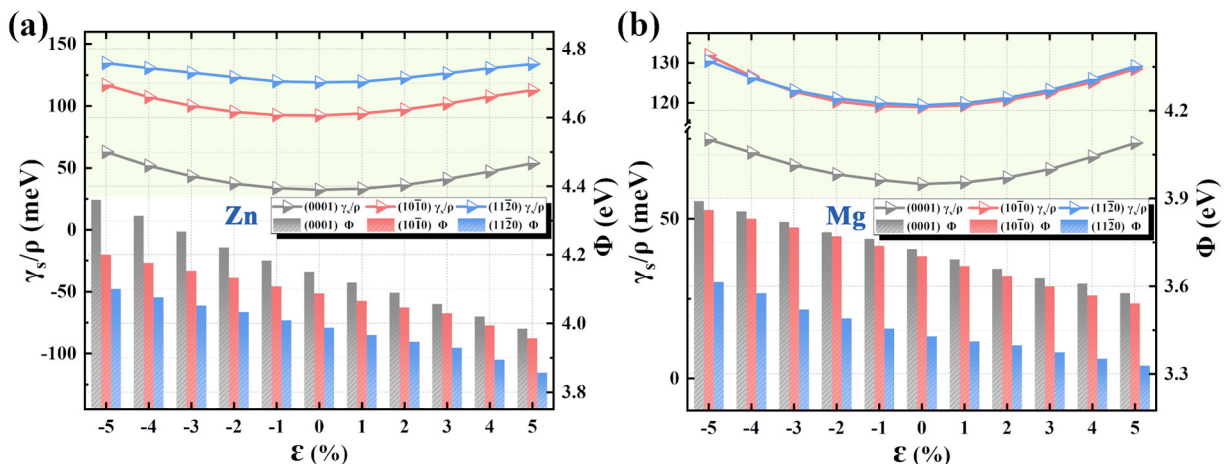 (a)
150
100
50
0
-50
-100
γₛ/ρ (meV)
4.8
4.6
4.4
4.2
4.0
3.8
Φ (eV)
Zn
(0001) γₛ/ρ (101̄0) γₛ/ρ (112̄0) γₛ/ρ
(0001) Φ (101̄0) Φ (112̄0) Φ
-5 -4 -3 -2 -1 0 1 2 3 4 5
ε (%)
(b)
130
120
50
0
γₛ/ρ (meV)
4.2
3.9
3.6
3.3
Φ (eV)
Mg
(0001) γₛ/ρ (101̄0) γₛ/ρ (112̄0) γₛ/ρ
(0001) Φ (101̄0) Φ (112̄0) Φ
-5 -4 -3 -2 -1 0 1 2 3 4 5
ε (%)